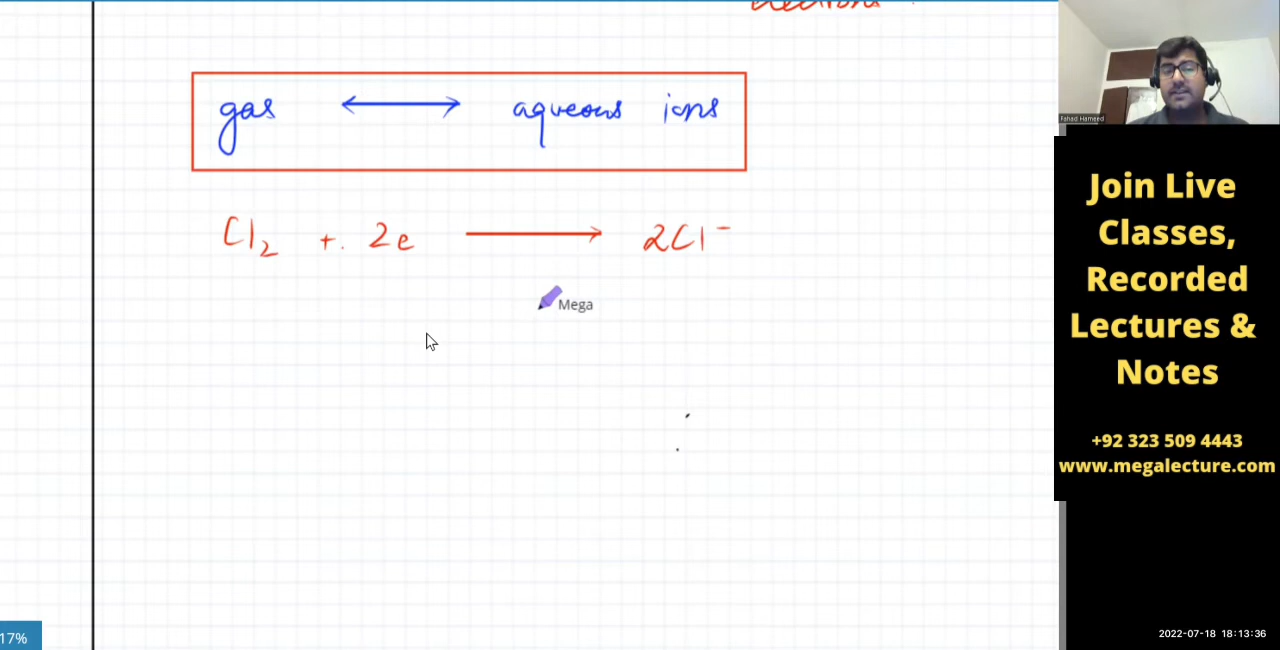 gas ⟷ aqueous ions
Cl₂ +. 2e ⟶ 2Cl⁻
Mega
17%
Fahad Hameed
Join Live
Classes,
Recorded
Lectures &
Notes
+92 323 509 4443
www.megalecture.com
2022-07-18 18:13:36